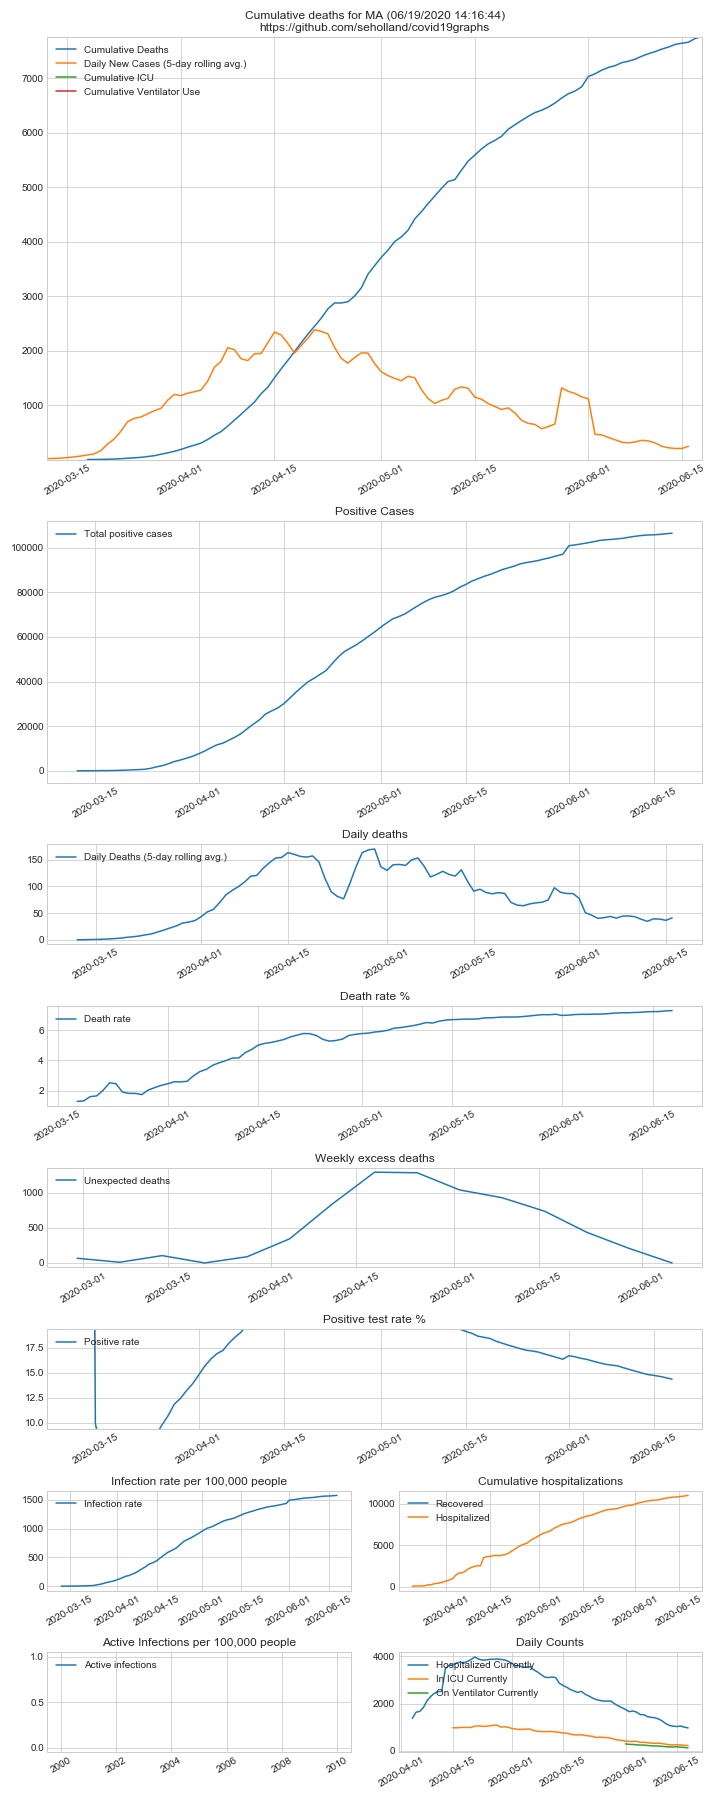 Cumulative deaths for MA (06/19/2020 14:16:44)
https://github.com/seholland/covid19graphs
Cumulative Deaths
Daily New Cases (5-day rolling avg.)
Cumulative ICU
Cumulative Ventilator Use
7000
6000
5000
4000
3000
2000
1000
2020-03-15 2020-04-01 2020-04-15 2020-05-01 2020-05-15 2020-06-01 2020-06-15
Positive Cases
Total positive cases
100000
80000
60000
40000
20000
0
2020-03-15 2020-04-01 2020-04-15 2020-05-01 2020-05-15 2020-06-01 2020-06-15
Daily deaths
Daily Deaths (5-day rolling avg.)
150
100
50
0
2020-03-15 2020-04-01 2020-04-15 2020-05-01 2020-05-15 2020-06-01 2020-06-15
Death rate %
Death rate
6
4
2
2020-03-15 2020-04-01 2020-04-15 2020-05-01 2020-05-15 2020-06-01 2020-06-15
Weekly excess deaths
Unexpected deaths
1000
500
0
2020-03-01 2020-03-15 2020-04-01 2020-04-15 2020-05-01 2020-05-15 2020-06-01
Positive test rate %
Positive rate
17.5
15.0
12.5
10.0
2020-03-15 2020-04-01 2020-04-15 2020-05-01 2020-05-15 2020-06-01 2020-06-15
Infection rate per 100,000 people
Infection rate
1500
1000
500
0
2020-03-15 2020-04-01 2020-04-15 2020-05-01 2020-05-15 2020-06-01 2020-06-15
Cumulative hospitalizations
Recovered
Hospitalized
10000
5000
0
2020-04-01 2020-04-15 2020-05-01 2020-05-15 2020-06-01 2020-06-15
Active Infections per 100,000 people
Active infections
1.0
0.5
0.0
2000 2002 2004 2006 2008 2010
Daily Counts
Hospitalized Currently
In ICU Currently
On Ventilator Currently
4000
2000
0
2020-04-01 2020-04-15 2020-05-01 2020-05-15 2020-06-01 2020-06-15